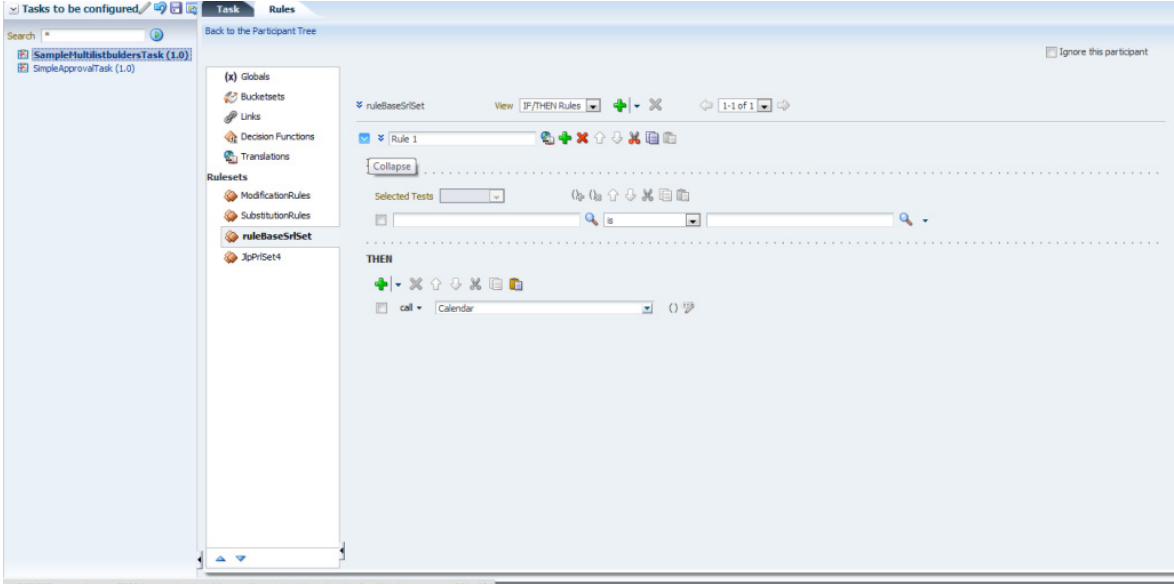 Tasks to be configured
Search *
SampleMultilistbuldersTask (1.0)
SimpleApprovalTask (1.0)
Task Rules
Back to the Participant Tree
Ignore this participant
(x) Globals
Bucketsets
Links
Decision Functions
Translations
Rulesets
ModificationRules
SubstitutionRules
ruleBaseSrlSet
JlpPrlSet4
ruleBaseSrlSet View IF/THEN Rules 1-1 of 1
Rule 1
Collapse
Selected Tests
is
THEN
call Calendar